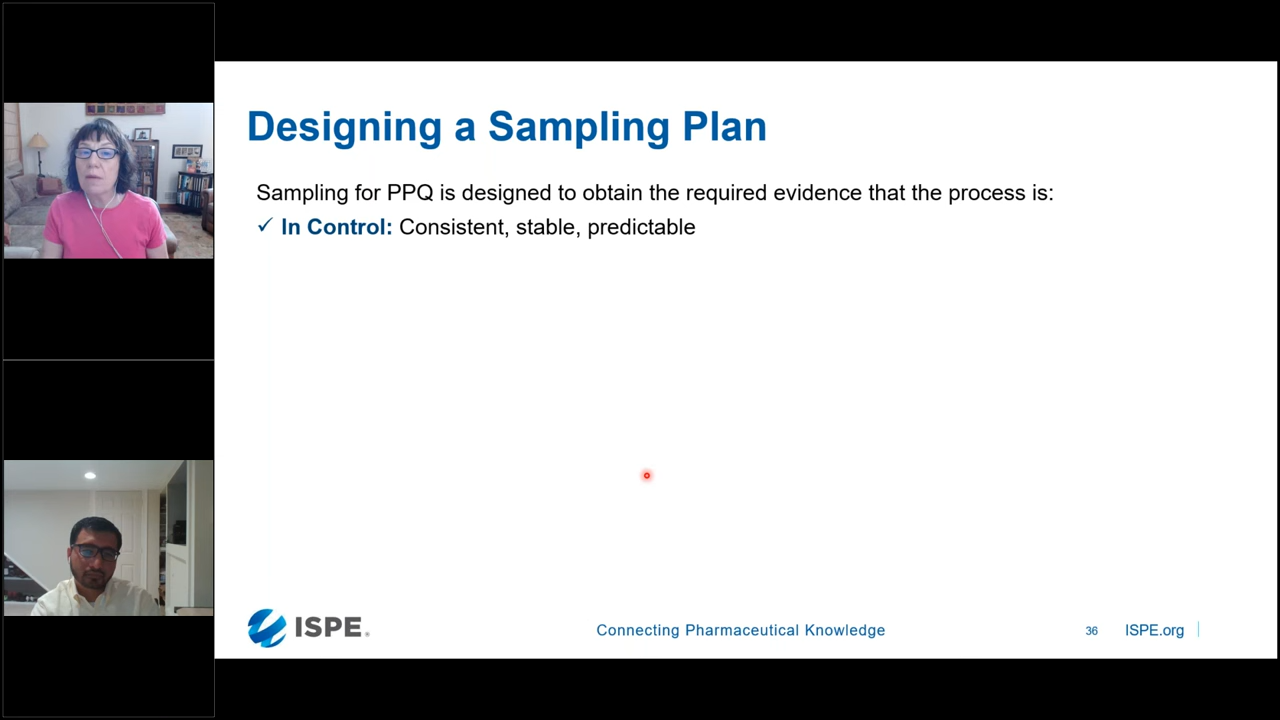 Designing a Sampling Plan
Sampling for PPQ is designed to obtain the required evidence that the process is:
✓ In Control: Consistent, stable, predictable
ISPE®
Connecting Pharmaceutical Knowledge
36
ISPE.org